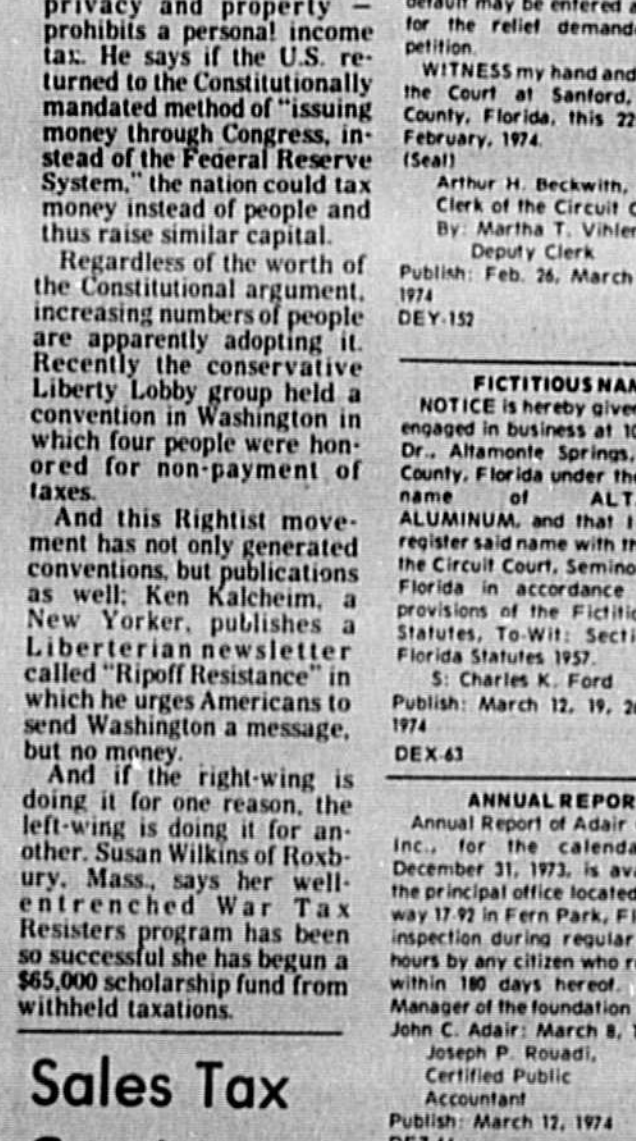 privacy and property —
prohibits a personal income
tax. He says if the U.S. re-
turned to the Constitutionally
mandated method of "issuing
money through Congress, in-
stead of the Federal Reserve
System," the nation could tax
money instead of people and
thus raise similar capital.
Regardless of the worth of
the Constitutional argument,
increasing numbers of people
are apparently adopting it.
Recently the conservative
Liberty Lobby group held a
convention in Washington in
which four people were hon-
ored for non-payment of
taxes.
And this Rightist move-
ment has not only generated
conventions, but publications
as well; Ken Kalcheim, a
New Yorker, publishes a
Liberterian newsletter
called "Ripoff Resistance" in
which he urges Americans to
send Washington a message,
but no money.
And if the right-wing is
doing it for one reason, the
left-wing is doing it for an-
other. Susan Wilkins of Roxb-
ury, Mass., says her well-
entrenched War Tax
Resisters program has been
so successful she has begun a
$65,000 scholarship fund from
withheld taxations.
Sales Tax
default may be entered
for the relief
petition.
WITNESS my hand and
the Court at Sanford,
County, Florida, this 22
February, 1974.
(Seal)
Arthur H. Beckwith,
Clerk of the Circuit
By: Martha T. Vihlen
Deputy Clerk
Publish: Feb. 26, March
1974
DEY-152
FICTITIOUS
NOTICE is hereby
engaged in business at
Dr., Altamonte Springs,
County, Florida under
name of
ALUMINUM, and that I
register said name with
the Circuit Court,
Florida in accordance
provisions of the
Statutes, To-Wit:
Florida Statutes 1957.
S: Charles K. Ford
Publish: March 12, 19,
1974
DEX-63
ANNUAL
Annual Report of Adair
Inc., for the
December 31, 1973, is
the principal office located
way 17-92 in Fern Park,
inspection during regular
hours by any citizen who
within 180 days hereof.
Manager of the foundation
John C. Adair: March 8,
Joseph P. Rouadi,
Certified Public
Accountant
Publish: March 12, 1974